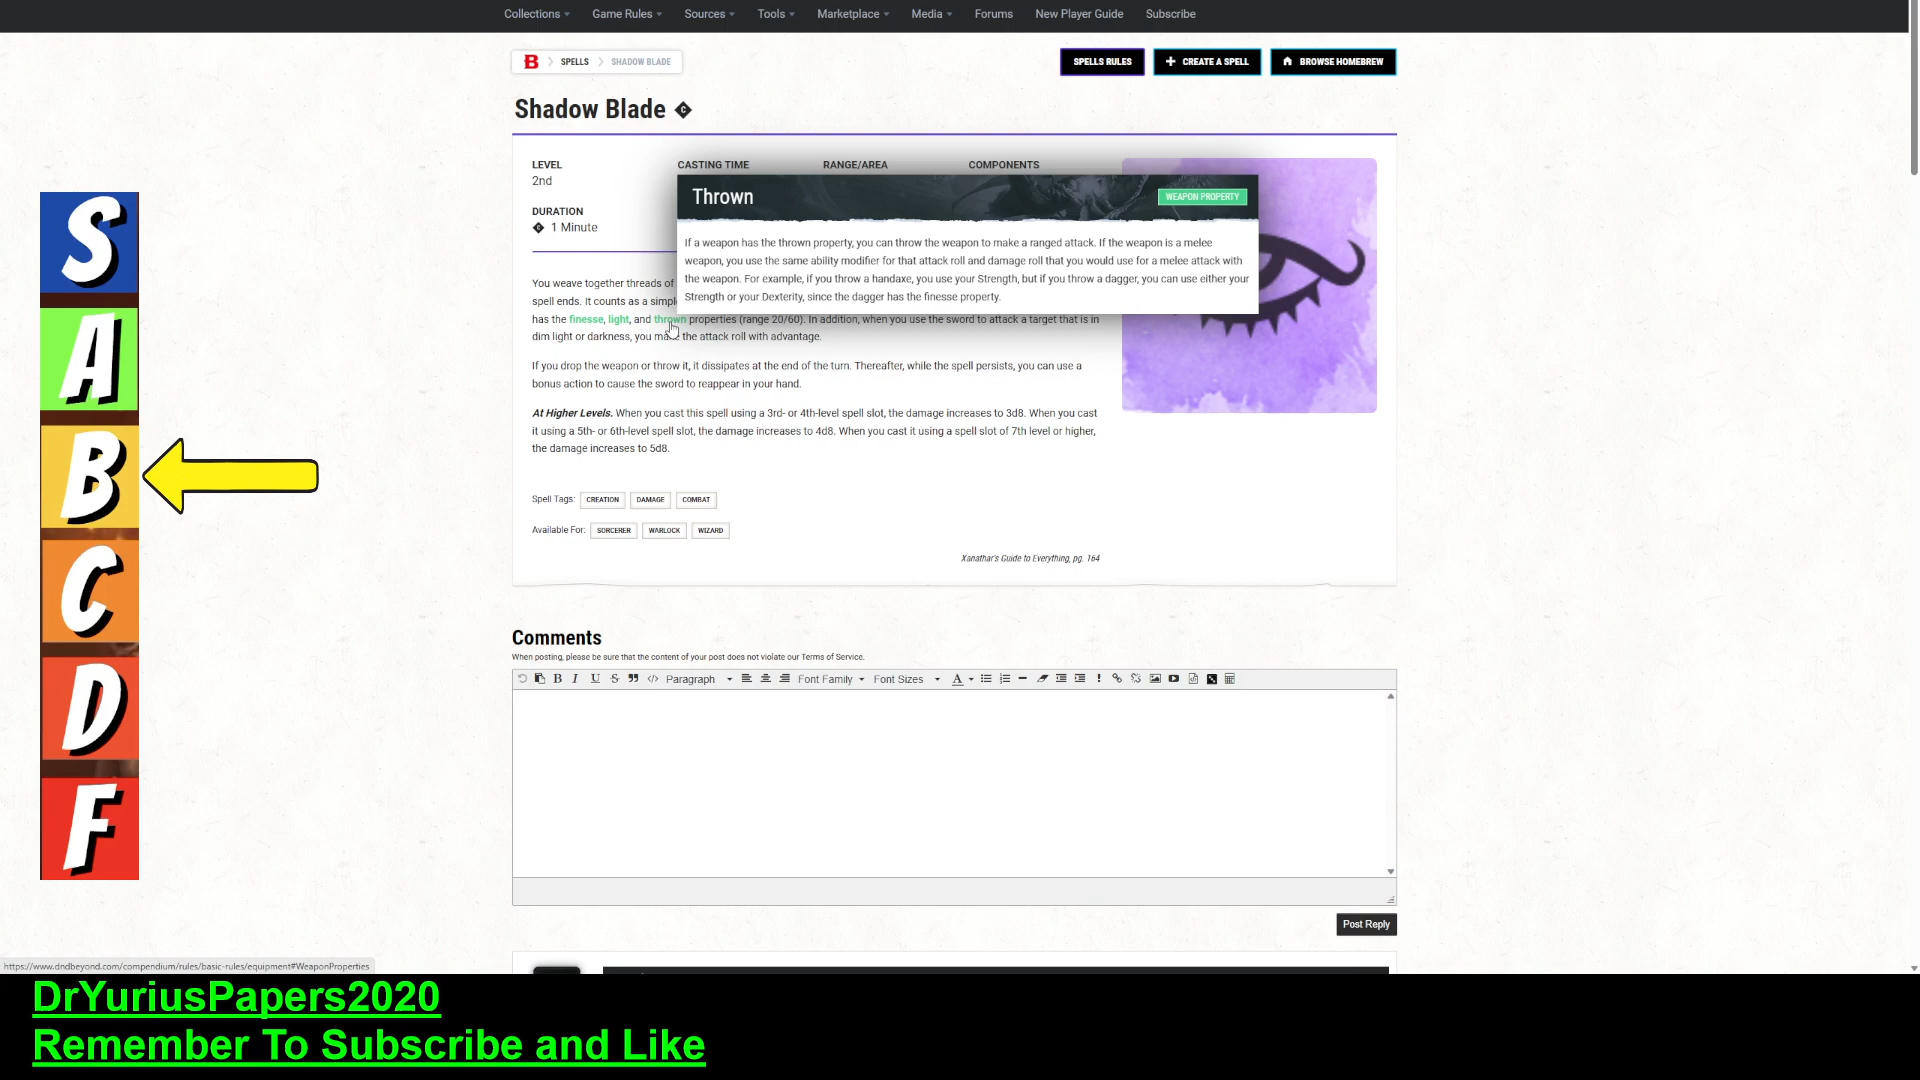 Collections Game Rules Sources Tools Marketplace Media Forums New Player Guide Subscribe
B SPELLS SHADOW BLADE
SPELLS RULES + CREATE A SPELL BROWSE HOMEBREW
Shadow Blade C
LEVEL CASTING TIME RANGE/AREA COMPONENTS
2nd
DURATION
C 1 Minute
Thrown WEAPON PROPERTY
If a weapon has the thrown property, you can throw the weapon to make a ranged attack. If the weapon is a melee
weapon, you use the same ability modifier for that attack roll and damage roll that you would use for a melee attack with
the weapon. For example, if you throw a handaxe, you use your Strength, but if you throw a dagger, you can use either your
Strength or your Dexterity, since the dagger has the finesse property.
You weave together threads of
spell ends. It counts as a simpl
has the finesse, light, and thrown properties (range 20/60). In addition, when you use the sword to attack a target that is in
dim light or darkness, you make the attack roll with advantage.
If you drop the weapon or throw it, it dissipates at the end of the turn. Thereafter, while the spell persists, you can use a
bonus action to cause the sword to reappear in your hand.
At Higher Levels. When you cast this spell using a 3rd- or 4th-level spell slot, the damage increases to 3d8. When you cast
it using a 5th- or 6th-level spell slot, the damage increases to 4d8. When you cast it using a spell slot of 7th level or higher,
the damage increases to 5d8.
Spell Tags: CREATION DAMAGE COMBAT
Available For: SORCERER WARLOCK WIZARD
Xanathar's Guide to Everything, pg. 164
S
A
B
C
D
F
Comments
When posting, please be sure that the content of your post does not violate our Terms of Service.
B I U S Paragraph Font Family Font Sizes A
Post Reply
https://www.dndbeyond.com/compendium/rules/basic-rules/equipment#WeaponProperties
DrYuriusPapers2020
Remember To Subscribe and Like